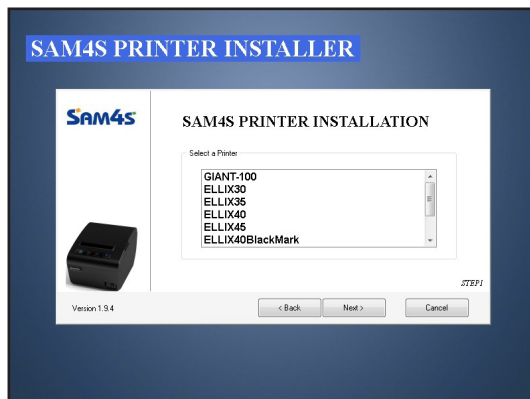 SAM4S PRINTER INSTALLER
SAM4S
SAM4S PRINTER INSTALLATION
Select a Printer
GIANT-100
ELLIX30
ELLIX35
ELLIX40
ELLIX45
ELLIX40BlackMark
STEP1
Version 1.9.4
< Back
Next >
Cancel